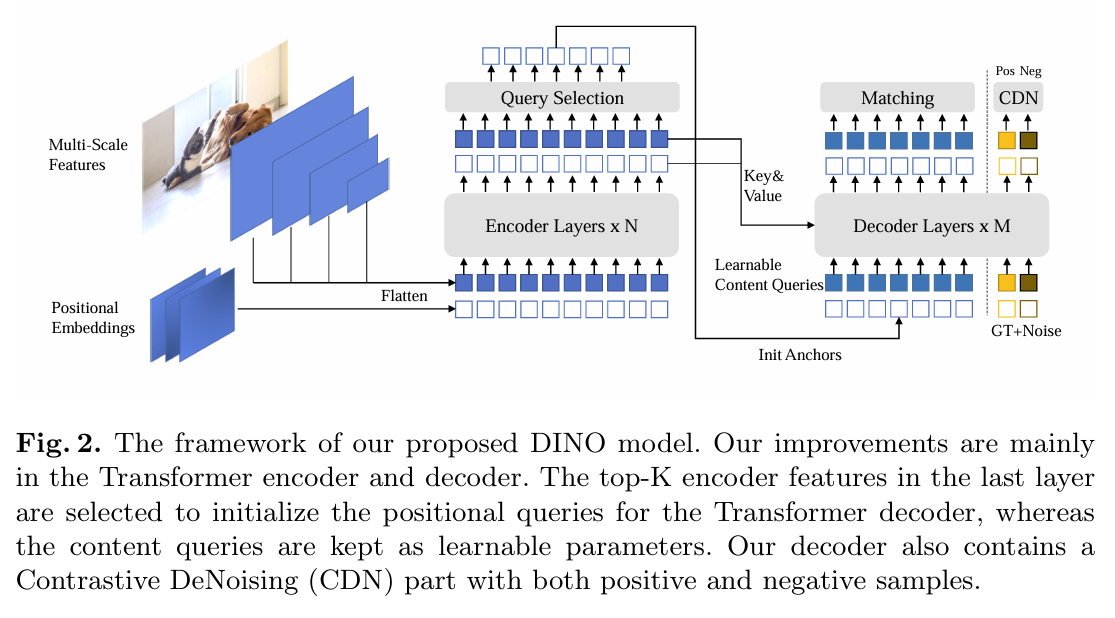 Multi-Scale
Features
Positional
Embeddings
Flatten
Query Selection
Encoder Layers x N
Key&
Value
Learnable
Content Queries
Init Anchors
Matching
Decoder Layers x M
Pos Neg
CDN
GT+Noise
Fig. 2. The framework of our proposed DINO model. Our improvements are mainly
in the Transformer encoder and decoder. The top-K encoder features in the last layer
are selected to initialize the positional queries for the Transformer decoder, whereas
the content queries are kept as learnable parameters. Our decoder also contains a
Contrastive DeNoising (CDN) part with both positive and negative samples.